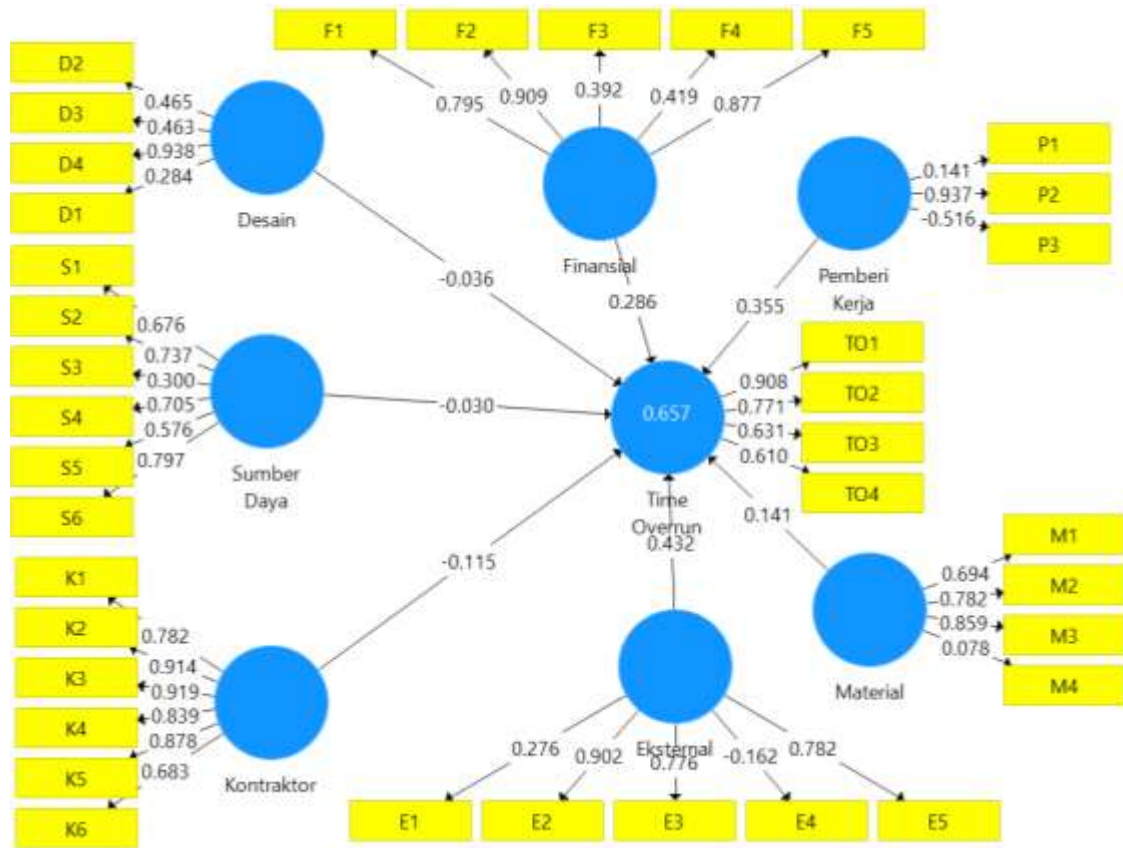 F1
F2
F3
F4
F5
0.795
0.909
0.392
0.419
0.877
Finansial
0.286
D2
D3
D4
D1
0.465
0.463
0.938
0.284
Desain
-0.036
P1
P2
P3
0.141
0.937
-0.516
Pemberi
Kerja
0.355
S1
S2
S3
S4
S5
S6
0.676
0.737
0.300
0.705
0.576
0.797
Sumber
Daya
-0.030
0.657
Time
Overrun
TO1
TO2
TO3
TO4
0.908
0.771
0.631
0.610
K1
K2
K3
K4
K5
K6
0.782
0.914
0.919
0.839
0.878
0.683
Kontraktor
-0.115
0.432
0.141
M1
M2
M3
M4
0.694
0.782
0.859
0.078
Material
Eksternal
0.276
0.902
0.776
-0.162
0.782
E1
E2
E3
E4
E5